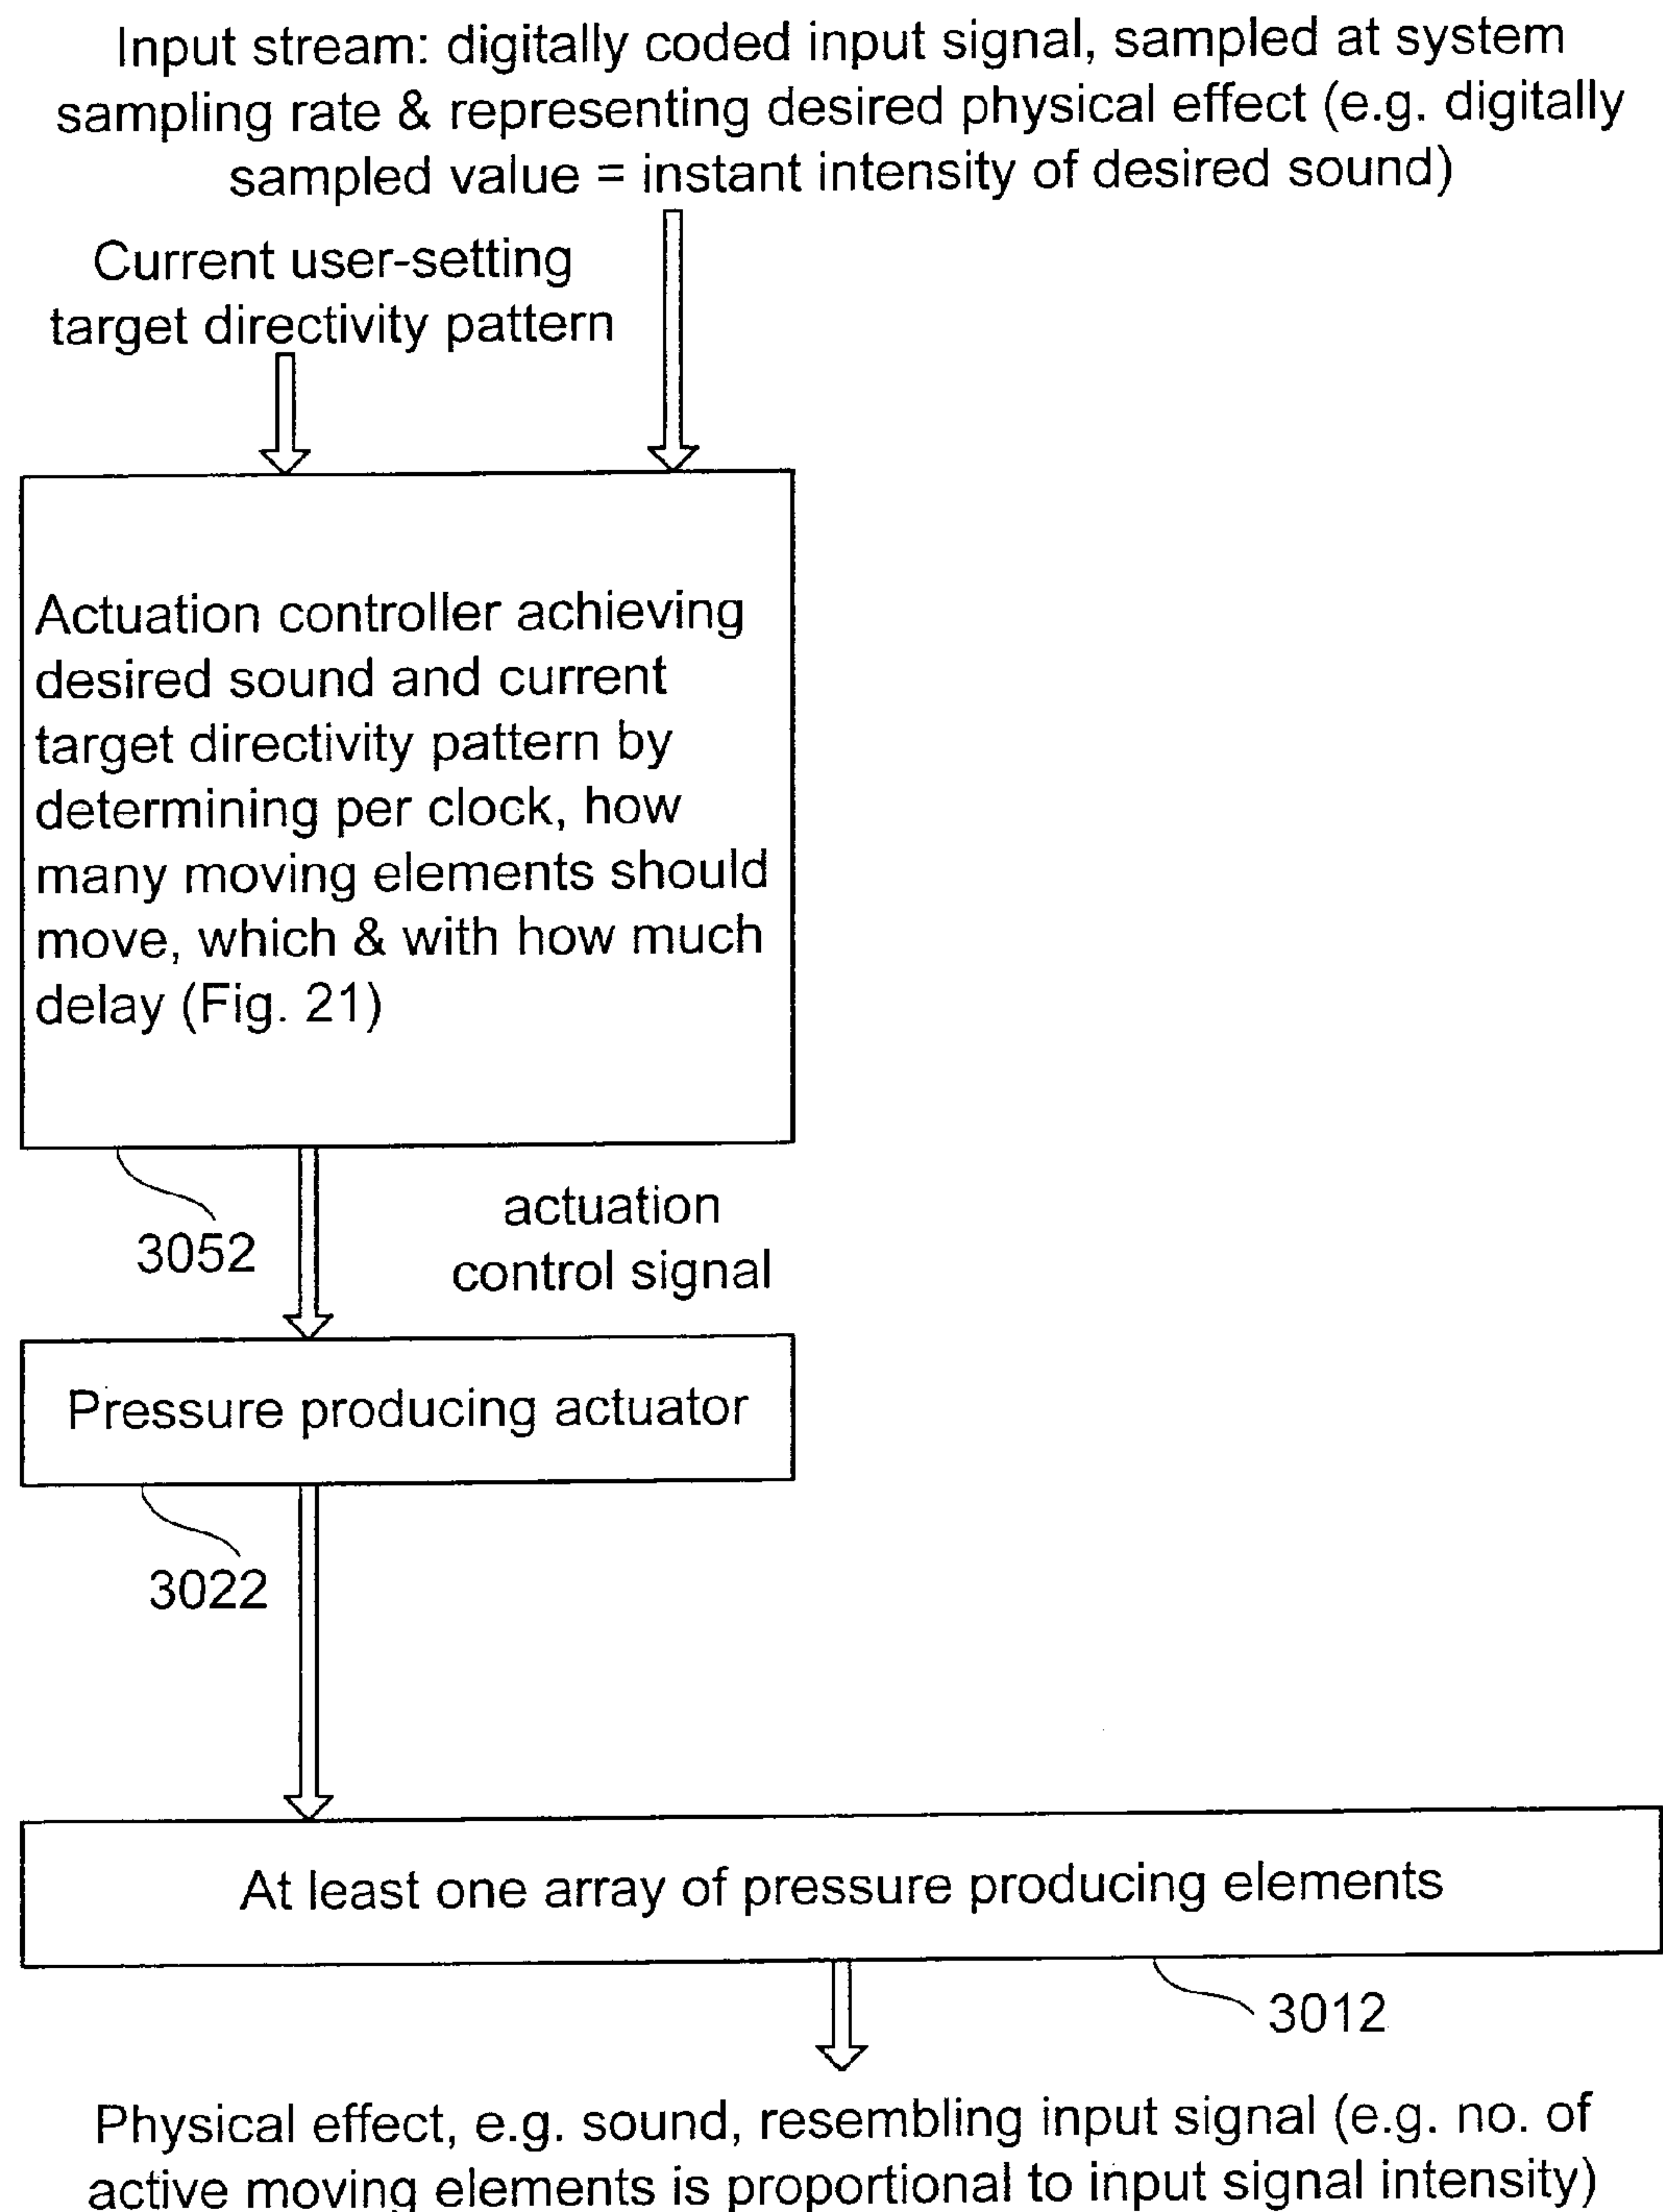 Input stream: digitally coded input signal, sampled at system
sampling rate & representing desired physical effect (e.g. digitally
sampled value = instant intensity of desired sound)
Current user-setting
target directivity pattern
Actuation controller achieving
desired sound and current
target directivity pattern by
determining per clock, how
many moving elements should
move, which & with how much
delay (Fig. 21)
3052
actuation
control signal
Pressure producing actuator
3022
At least one array of pressure producing elements
3012
Physical effect, e.g. sound, resembling input signal (e.g. no. of
active moving elements is proportional to input signal intensity)